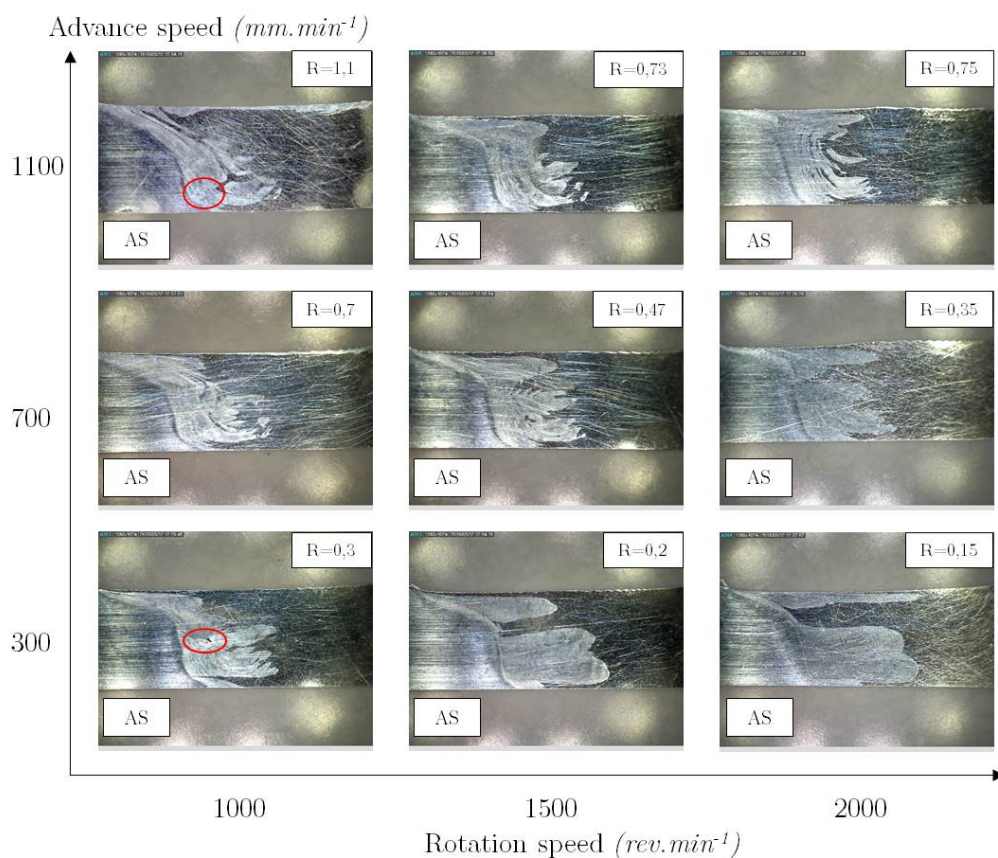 Advance speed (mm.min-1)
R=1,1
R=0,73
R=0,75
1100
AS
AS
AS
R=0,7
R=0,47
R=0,35
700
AS
AS
AS
R=0,3
R=0,2
R=0,15
300
AS
AS
AS
1000
1500
2000
Rotation speed (rev.min-1)